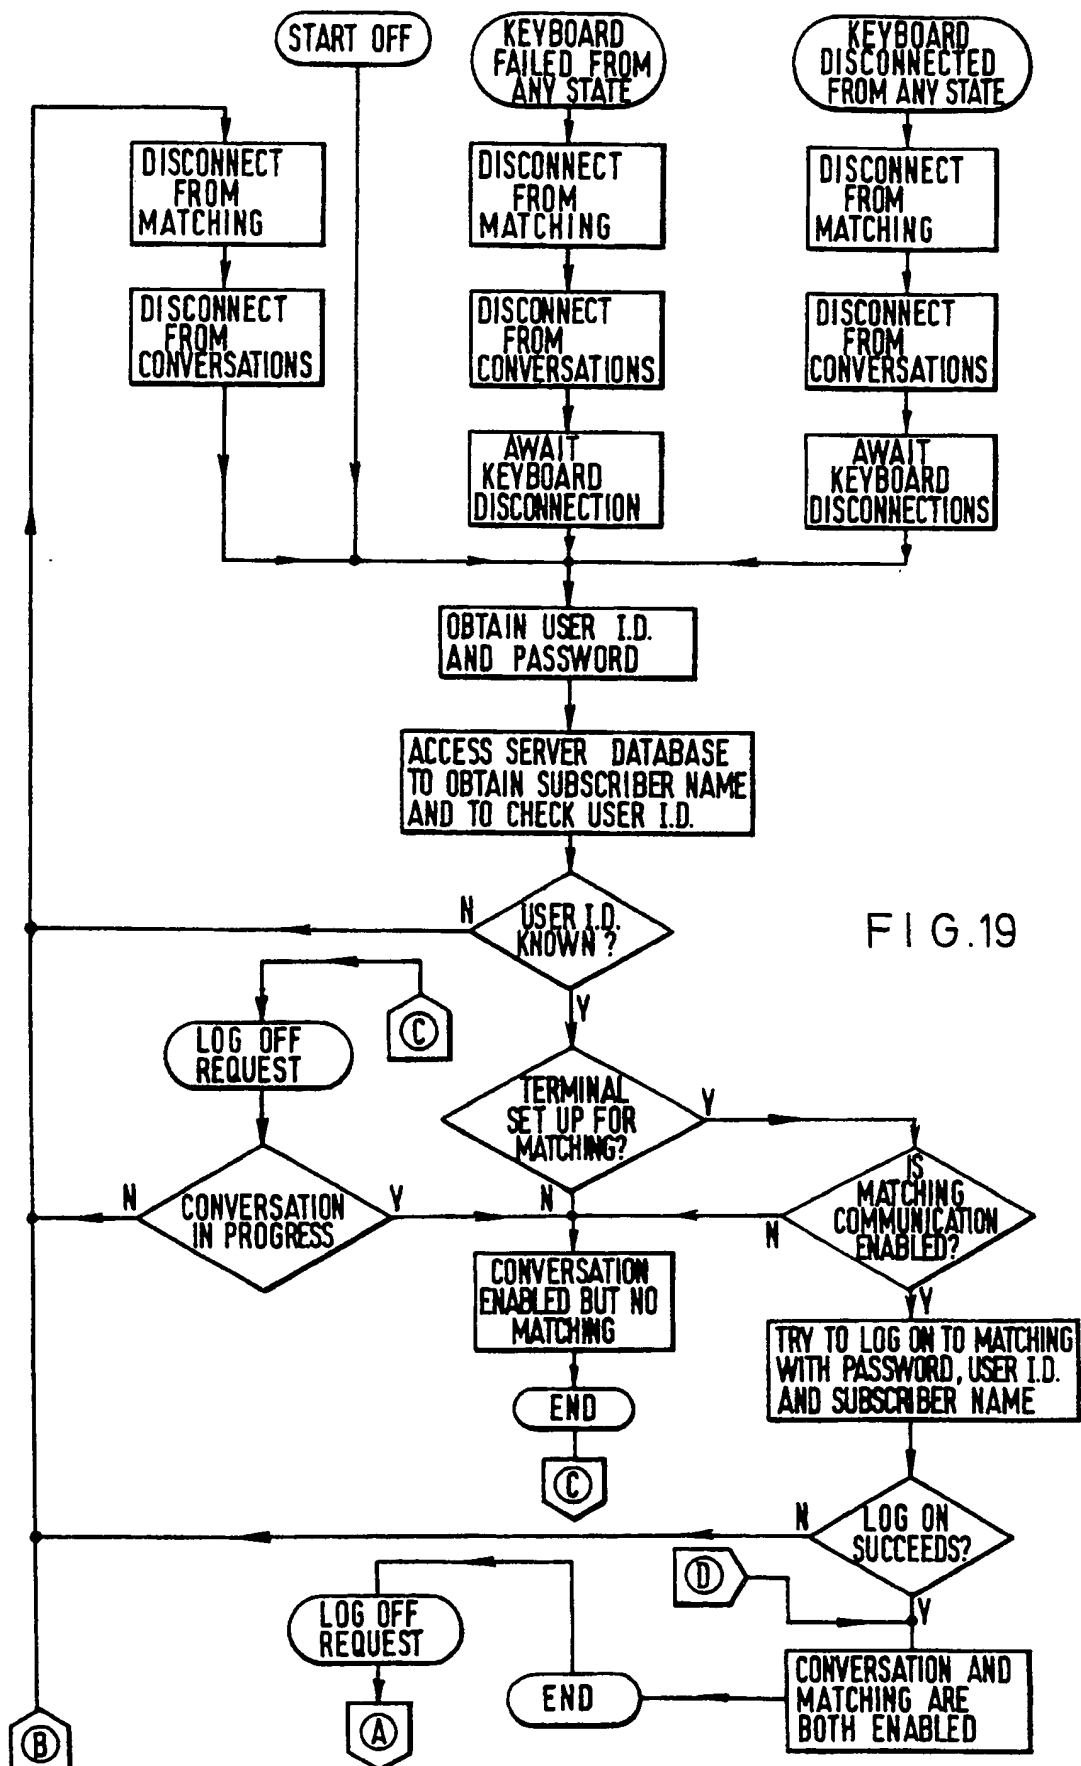 START OFF
KEYBOARD
FAILED FROM
ANY STATE
KEYBOARD
DISCONNECTED
FROM ANY STATE
DISCONNECT
FROM
MATCHING
DISCONNECT
FROM
MATCHING
DISCONNECT
FROM
MATCHING
DISCONNECT
FROM
CONVERSATIONS
DISCONNECT
FROM
CONVERSATIONS
DISCONNECT
FROM
CONVERSATIONS
AWAIT
KEYBOARD
DISCONNECTION
AWAIT
KEYBOARD
DISCONNECTIONS
OBTAIN USER I.D.
AND PASSWORD
ACCESS SERVER DATABASE
TO OBTAIN SUBSCRIBER NAME
AND TO CHECK USER I.D.
N
USER I.D.
KNOWN ?
Y
FIG.19
C
LOG OFF
REQUEST
TERMINAL
SET UP FOR
MATCHING?
Y
N
N
CONVERSATION
IN PROGRESS
Y
IS
MATCHING
COMMUNICATION
ENABLED?
N
Y
CONVERSATION
ENABLED BUT NO
MATCHING
TRY TO LOG ON TO MATCHING
WITH PASSWORD, USER I.D.
AND SUBSCRIBER NAME
END
C
N
LOG ON
SUCCEEDS?
Y
D
LOG OFF
REQUEST
END
CONVERSATION AND
MATCHING ARE
BOTH ENABLED
B
A